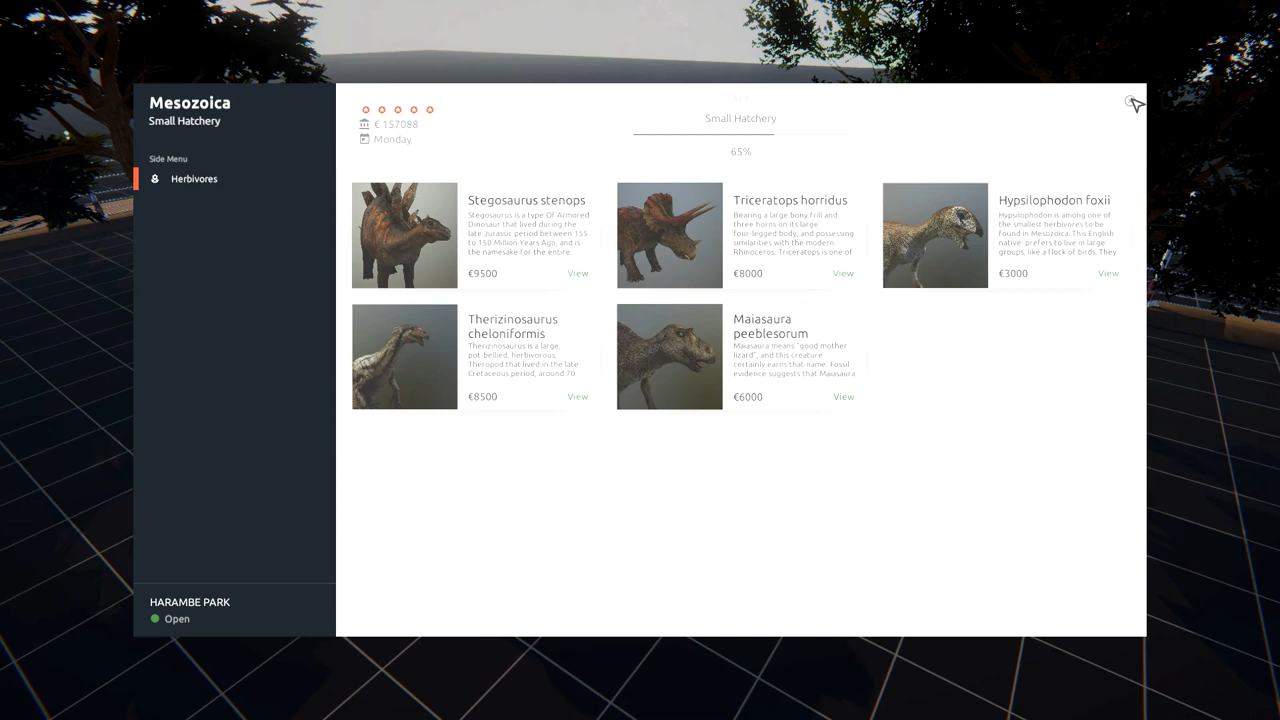 Mesozoica
Small Hatchery
Side Menu
Herbivores
HARAMBE PARK
Open
€ 157088
Monday
1/1
Small Hatchery
65%
Stegosaurus stenops
Stegosaurus is a type Of Armored
Dinosaur that lived during the
late Jurassic period between 155
to 150 Million Years Ago, and is
the namesake for the entire
€9500
View
Triceratops horridus
Bearing a large bony frill and
three horns on its large
four-legged body, and possessing
similarities with the modern
Rhinoceros, Triceratops is one of
€8000
View
Hypsilophodon foxii
Hypsilophodon is among one of
the smallest herbivores to be
found in Mesozoica. This English
native prefers to live in large
groups, like a flock of birds. They
€3000
View
Therizinosaurus
cheloniformis
Therizinosaurus is a large,
pot-bellied, herbivorous,
Theropod that lived in the late
Cretaceous period, around 70
€8500
View
Maiasaura
peeblesorum
Maiasaura means "good mother
lizard", and this creature
certainly earns that name. Fossil
evidence suggests that Maiasaura
€6000
View